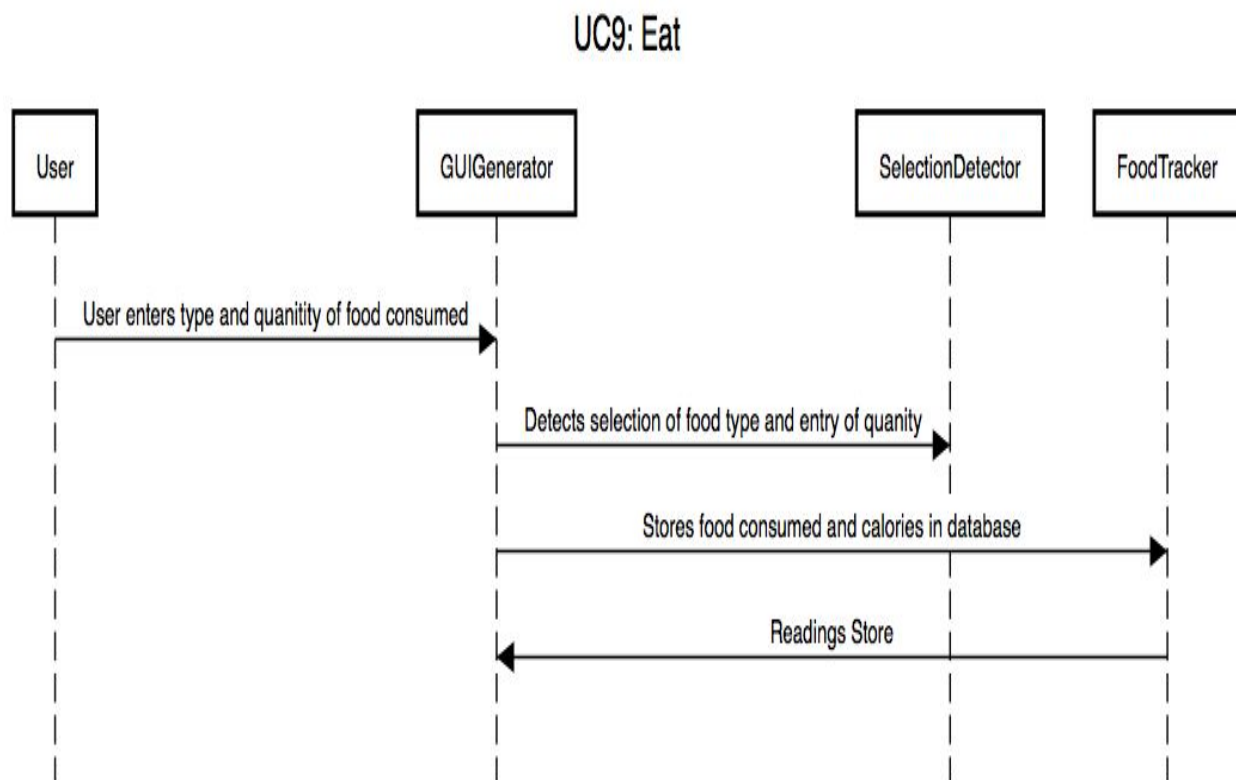 UC9: Eat
User
GUIGenerator
SelectionDetector
FoodTracker
User enters type and quanitity of food consumed
Detects selection of food type and entry of quanity
Stores food consumed and calories in database
Readings Store